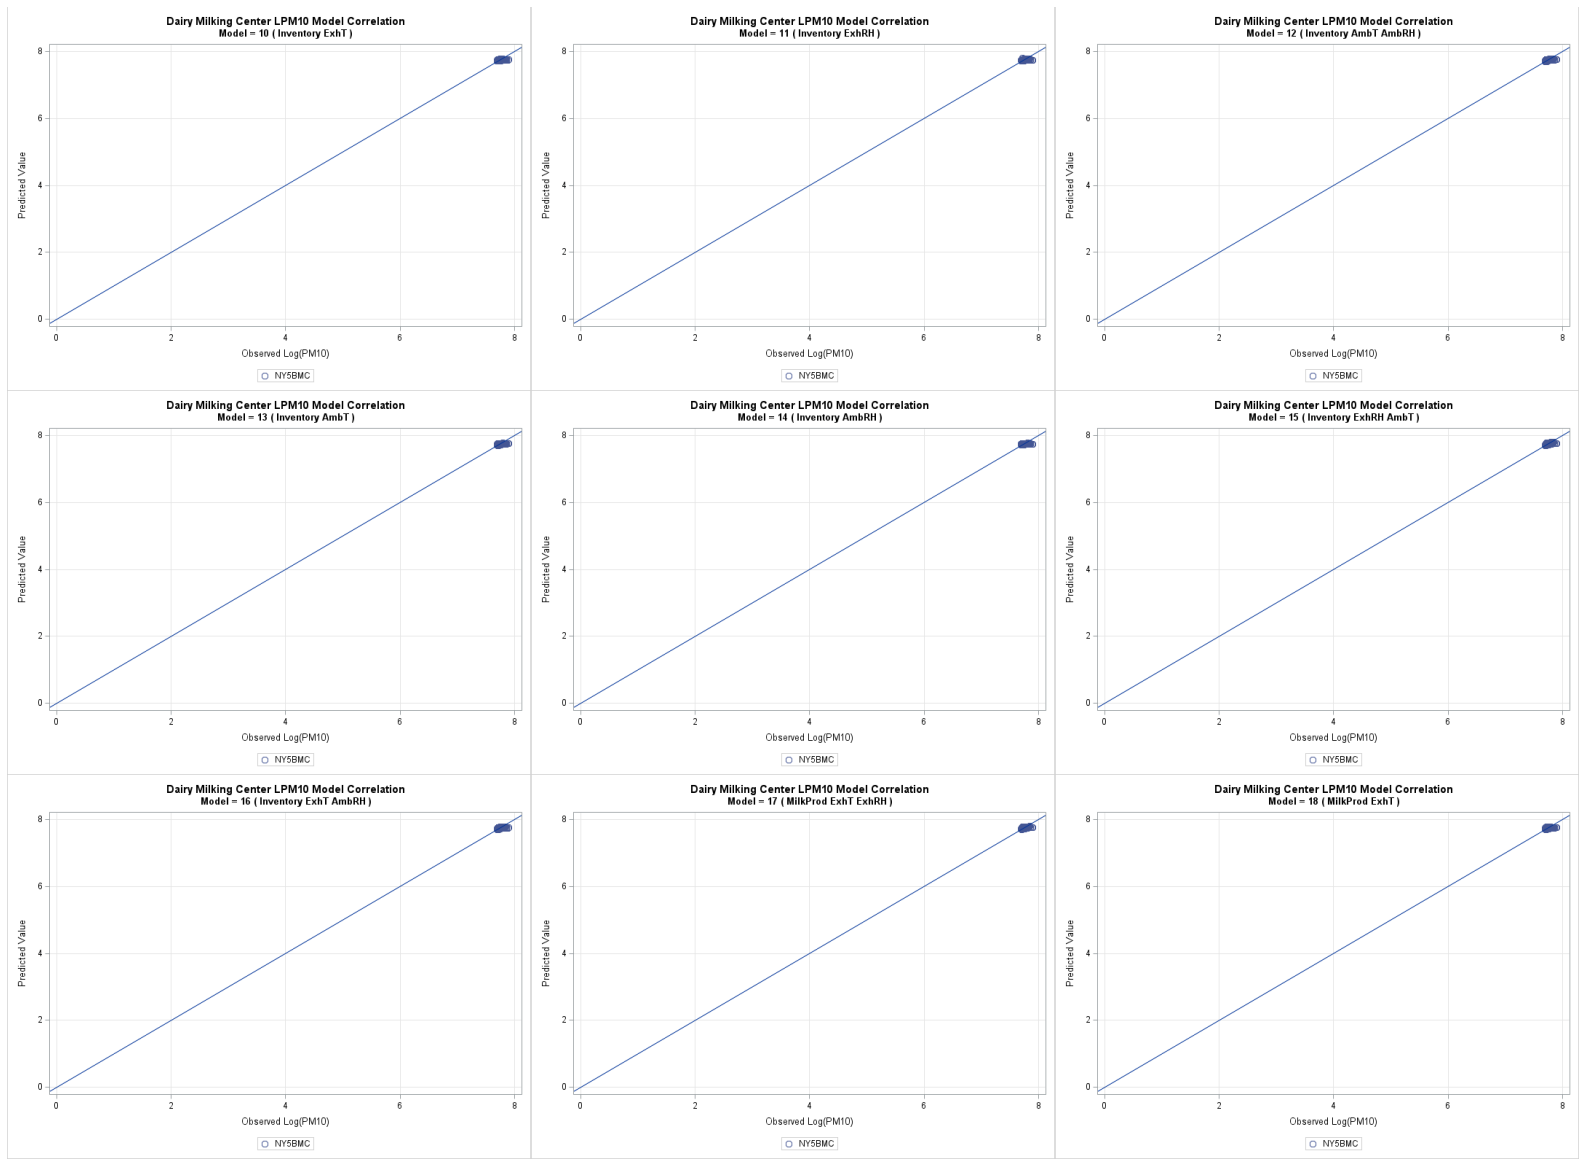 Dairy Milking Center LPM10 Model Correlation
Model = 10 ( Inventory ExhT )
8
6
4
2
0
Predicted Value
0 2 4 6 8
Observed Log(PM10)
NY5BMC
Dairy Milking Center LPM10 Model Correlation
Model = 11 ( Inventory ExhRH )
8
6
4
2
0
Predicted Value
0 2 4 6 8
Observed Log(PM10)
NY5BMC
Dairy Milking Center LPM10 Model Correlation
Model = 12 ( Inventory AmbT AmbRH )
8
6
4
2
0
Predicted Value
0 2 4 6 8
Observed Log(PM10)
NY5BMC
Dairy Milking Center LPM10 Model Correlation
Model = 13 ( Inventory AmbT )
8
6
4
2
0
Predicted Value
0 2 4 6 8
Observed Log(PM10)
NY5BMC
Dairy Milking Center LPM10 Model Correlation
Model = 14 ( Inventory AmbRH )
8
6
4
2
0
Predicted Value
0 2 4 6 8
Observed Log(PM10)
NY5BMC
Dairy Milking Center LPM10 Model Correlation
Model = 15 ( Inventory ExhRH AmbT )
8
6
4
2
0
Predicted Value
0 2 4 6 8
Observed Log(PM10)
NY5BMC
Dairy Milking Center LPM10 Model Correlation
Model = 16 ( Inventory ExhT AmbRH )
8
6
4
2
0
Predicted Value
0 2 4 6 8
Observed Log(PM10)
NY5BMC
Dairy Milking Center LPM10 Model Correlation
Model = 17 ( MilkProd ExhT ExhRH )
8
6
4
2
0
Predicted Value
0 2 4 6 8
Observed Log(PM10)
NY5BMC
Dairy Milking Center LPM10 Model Correlation
Model = 18 ( MilkProd ExhT )
8
6
4
2
0
Predicted Value
0 2 4 6 8
Observed Log(PM10)
NY5BMC